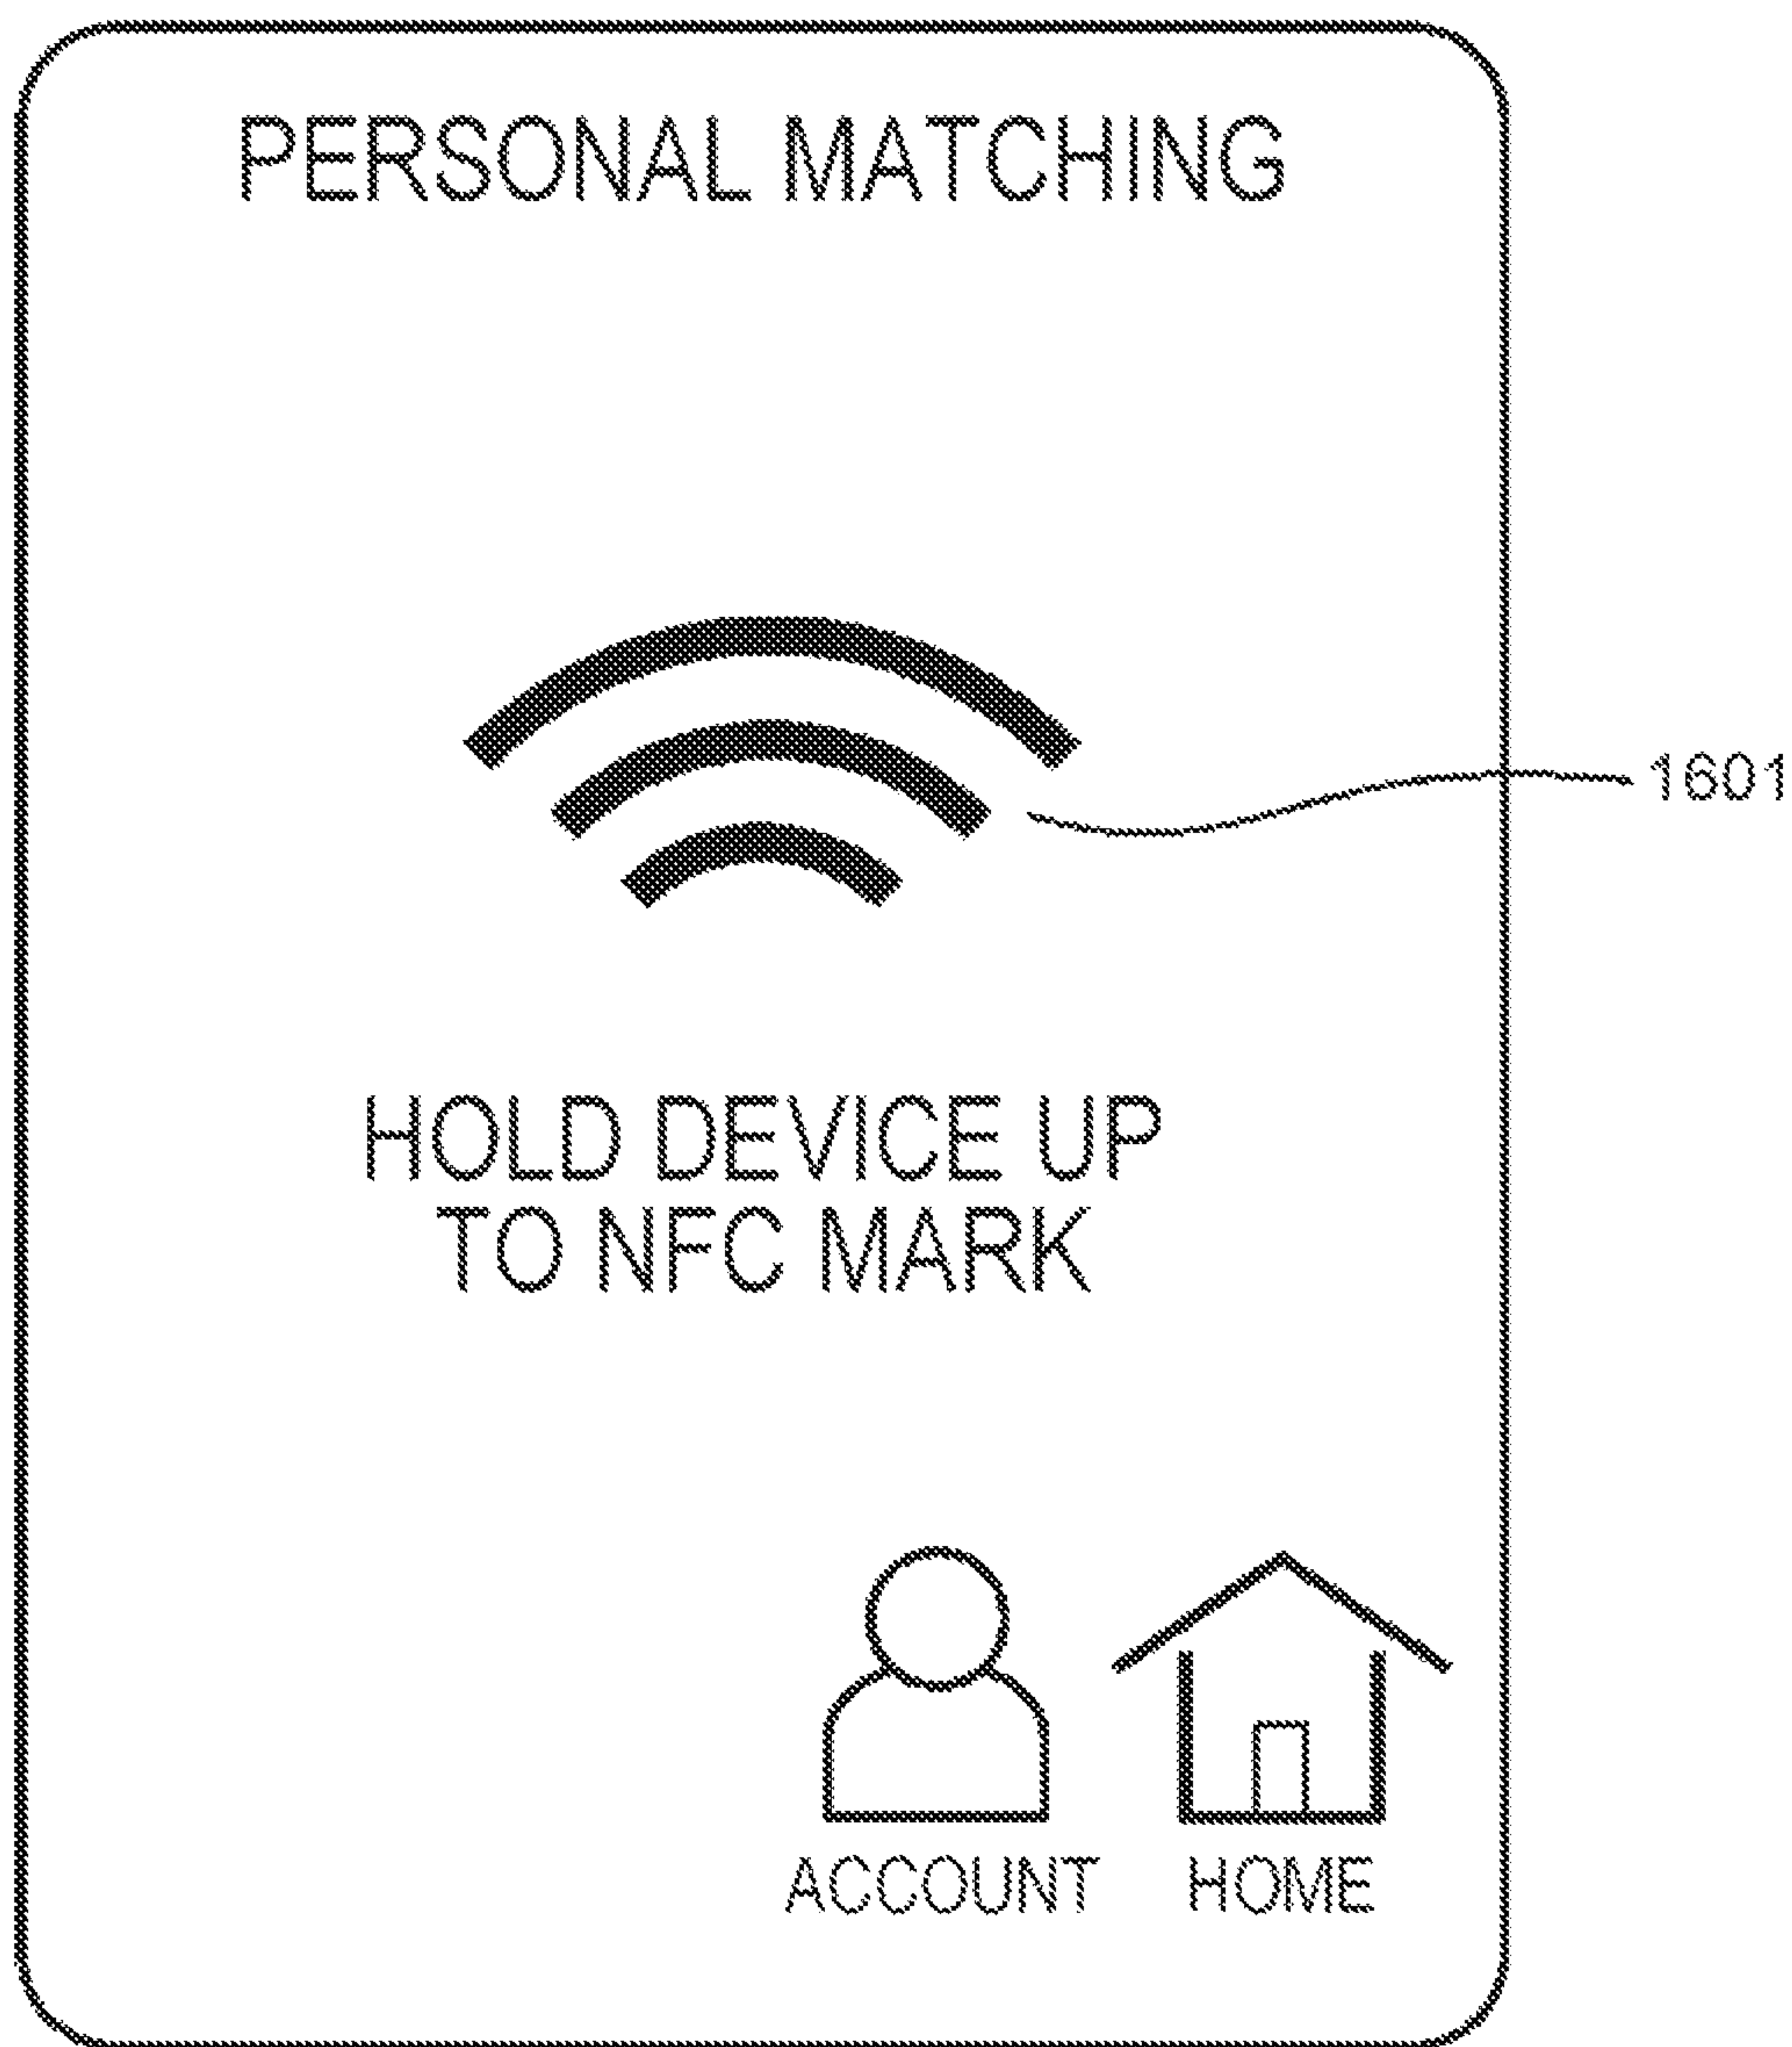 PERSONAL MATCHING
1601
HOLD DEVICE UP
TO NFC MARK
ACCOUNT HOME